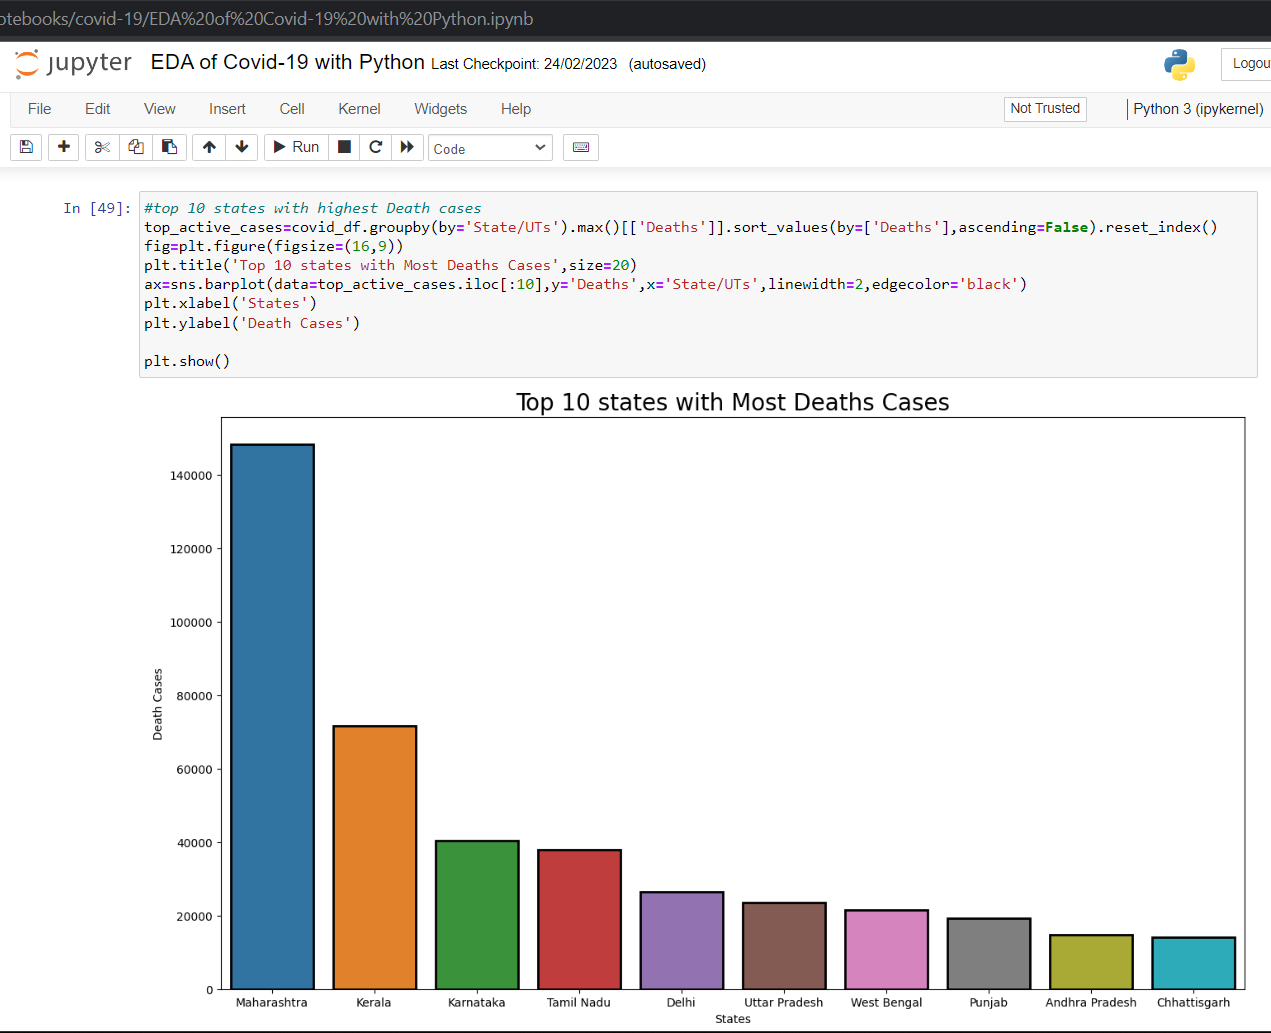 otebooks/covid-19/EDA%20of%20Covid-19%20with%20Python.ipynb
jupyter EDA of Covid-19 with Python Last Checkpoint: 24/02/2023 (autosaved)
Logou
File Edit View Insert Cell Kernel Widgets Help
Not Trusted
Python 3 (ipykernel)
Run
Code
In [49]:
#top 10 states with highest Death cases
top_active_cases=covid_df.groupby(by='State/UTs').max()[['Deaths']].sort_values(by=['Deaths'],ascending=False).reset_index()
fig=plt.figure(figsize=(16,9))
plt.title('Top 10 states with Most Deaths Cases',size=20)
ax=sns.barplot(data=top_active_cases.iloc[:10],y='Deaths',x='State/UTs',linewidth=2,edgecolor='black')
plt.xlabel('States')
plt.ylabel('Death Cases')
plt.show()
Top 10 states with Most Deaths Cases
140000
120000
100000
80000
60000
40000
20000
0
Death Cases
Maharashtra Kerala Karnataka Tamil Nadu Delhi Uttar Pradesh West Bengal Punjab Andhra Pradesh Chhattisgarh
States